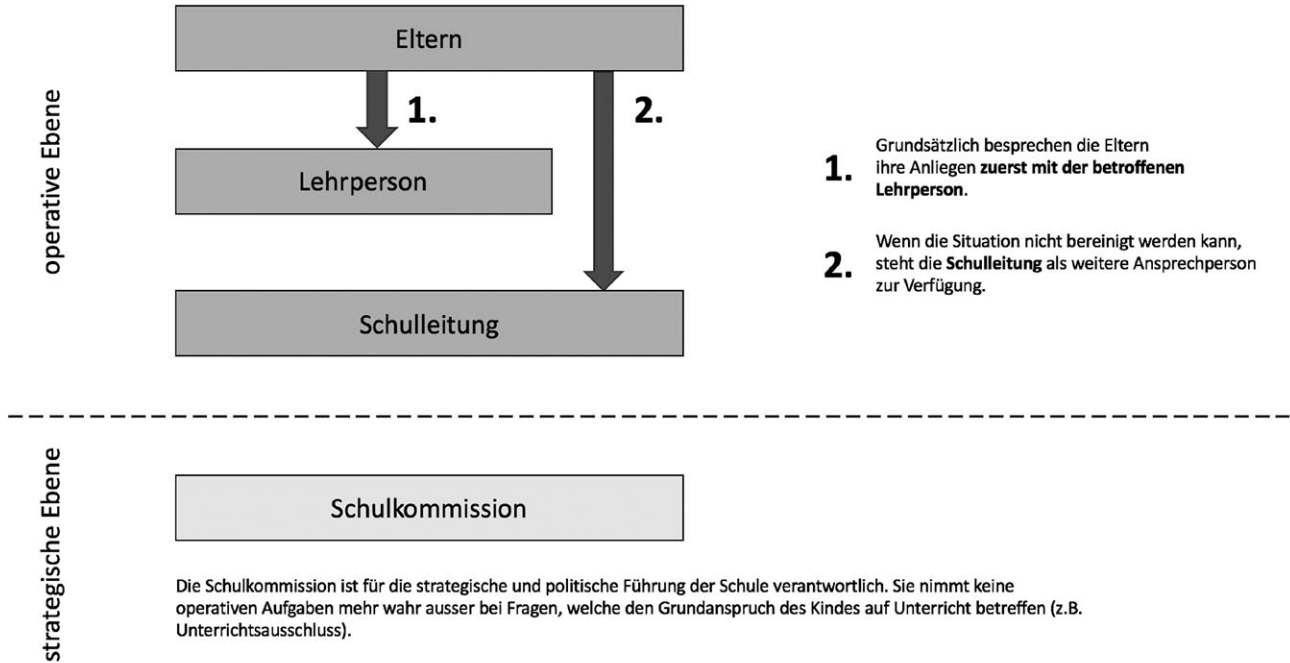 operative Ebene
Eltern
1.
2.
Lehrperson
Schulleitung
1.
Grundsätzlich besprechen die Eltern
ihre Anliegen zuerst mit der betroffenen
Lehrperson.
2.
Wenn die Situation nicht bereinigt werden kann,
steht die Schulleitung als weitere Ansprechperson
zur Verfügung.
strategische Ebene
Schulkommission
Die Schulkommission ist für die strategische und politische Führung der Schule verantwortlich. Sie nimmt keine
operativen Aufgaben mehr wahr ausser bei Fragen, welche den Grundanspruch des Kindes auf Unterricht betreffen (z.B.
Unterrichtsausschluss).